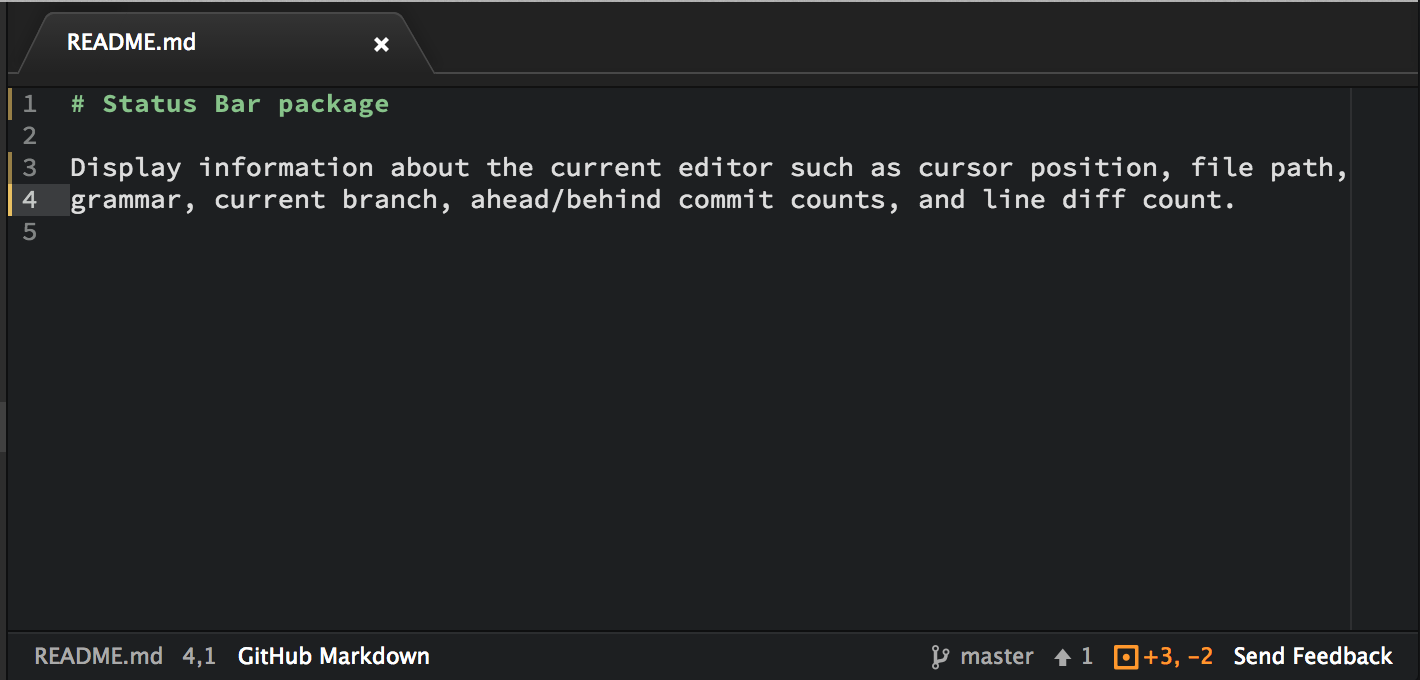 README.md
1 # Status Bar package
2
3 Display information about the current editor such as cursor position, file path,
4 grammar, current branch, ahead/behind commit counts, and line diff count.
5
README.md 4,1 GitHub Markdown master 1 +3, -2 Send Feedback